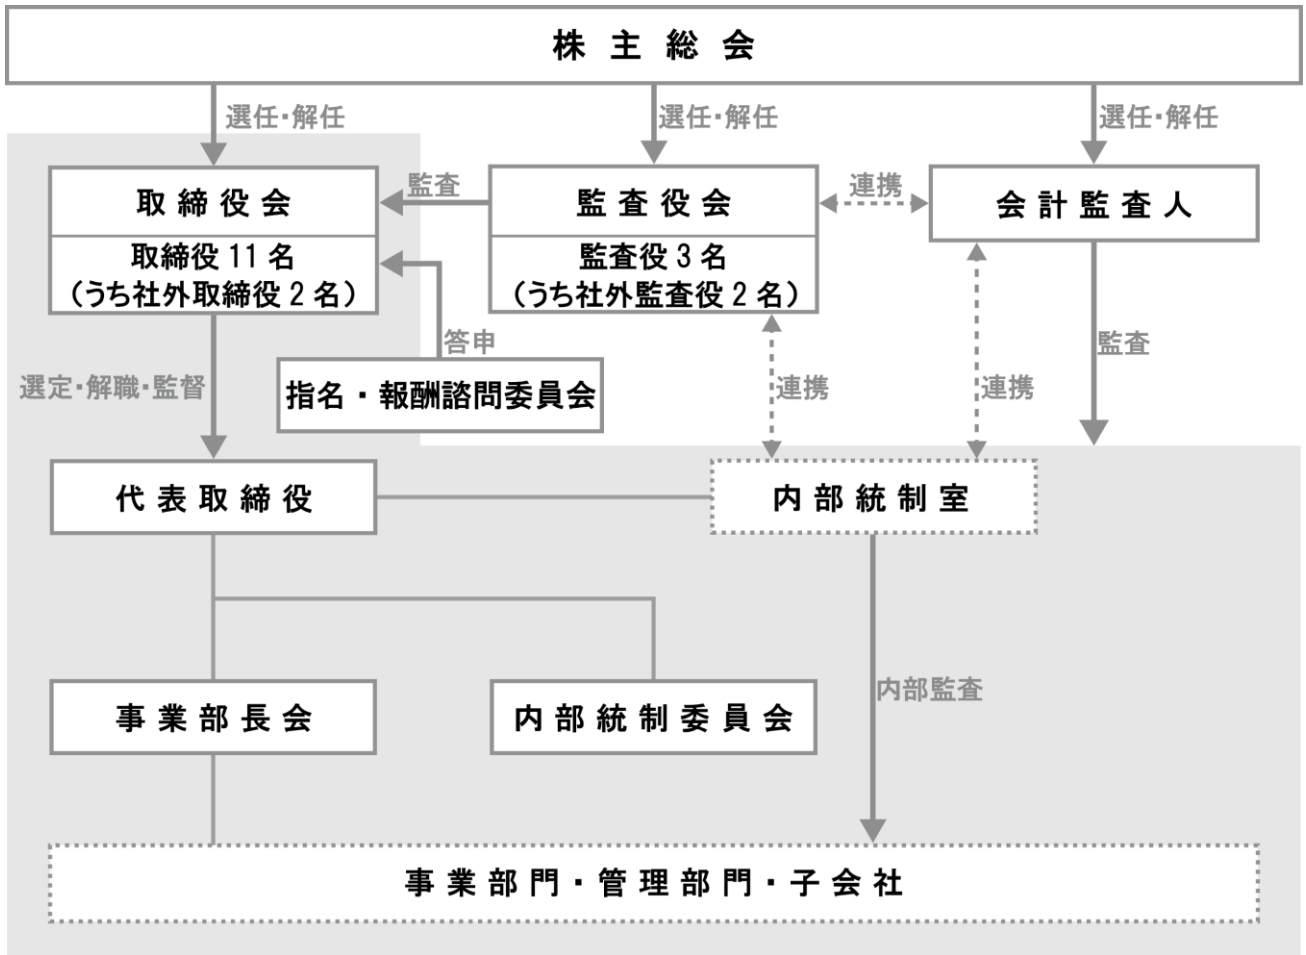 株主総会
選任・解任
選任・解任
選任・解任
取締役会
監査
監査役会
連携
会計監査人
取締役11名
(うち社外取締役2名)
監査役3名
(うち社外監査役2名)
答申
監査
選定・解職・監督
指名・報酬諮問委員会
連携
連携
代表取締役
内部統制室
内部監査
事業部長会
内部統制委員会
事業部門・管理部門・子会社